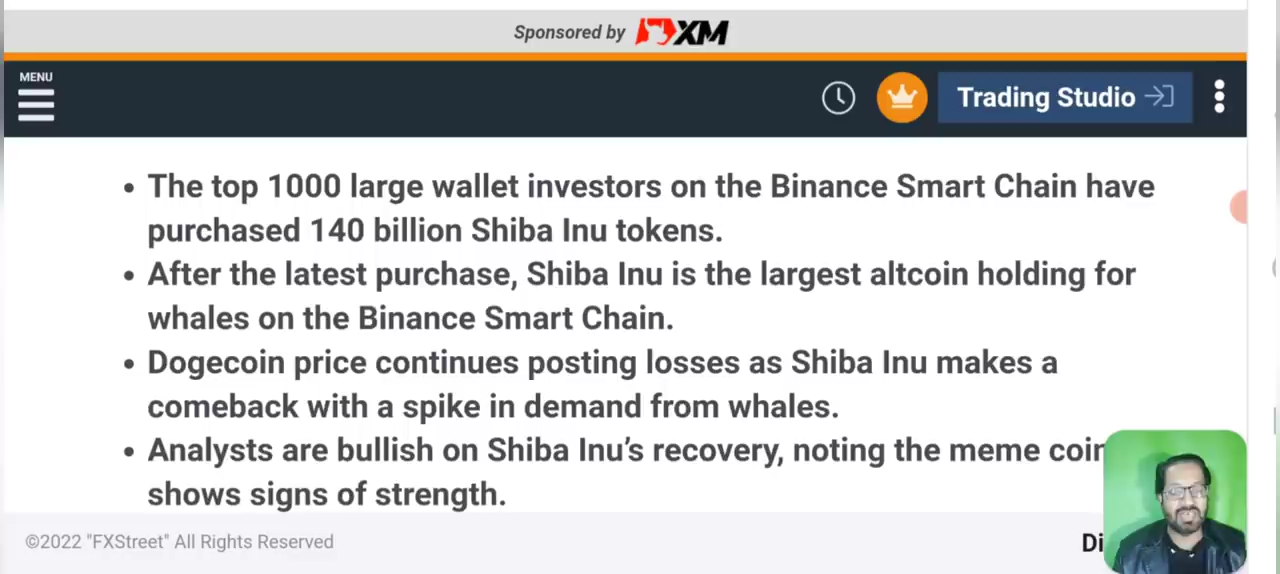 Sponsored by XM
MENU
Trading Studio
• The top 1000 large wallet investors on the Binance Smart Chain have
purchased 140 billion Shiba Inu tokens.
• After the latest purchase, Shiba Inu is the largest altcoin holding for
whales on the Binance Smart Chain.
• Dogecoin price continues posting losses as Shiba Inu makes a
comeback with a spike in demand from whales.
• Analysts are bullish on Shiba Inu’s recovery, noting the meme coin
shows signs of strength.
©2022 "FXStreet" All Rights Reserved